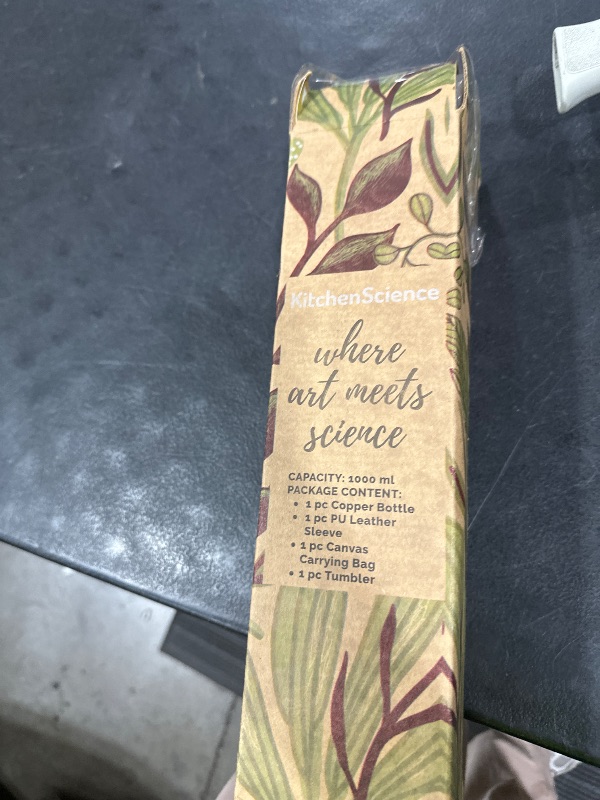 KitchenScience
where
art meets
science
CAPACITY: 1000 ml
PACKAGE CONTENT:
• 1 pc Copper Bottle
• 1 pc PU Leather
Sleeve
• 1 pc Canvas
Carrying Bag
• 1 pc Tumbler